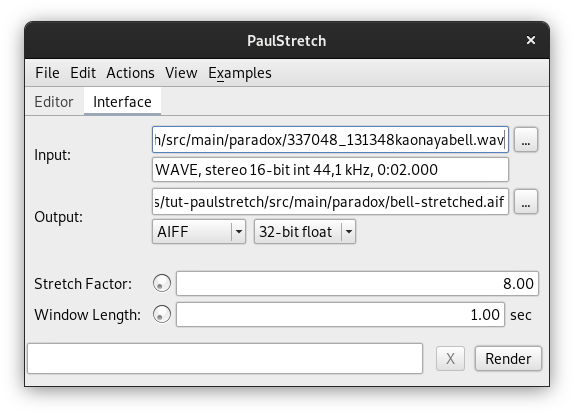 PaulStretch ×
File Edit Actions View Examples
Editor Interface
Input: h/src/main/paradox/337048_131348kaonayabell.wav ...
WAVE, stereo 16-bit int 44,1 kHz, 0:02.000
Output: s/tut-paulstretch/src/main/paradox/bell-stretched.aif ...
AIFF 32-bit float
Stretch Factor: 8.00
Window Length: 1.00 sec
X Render